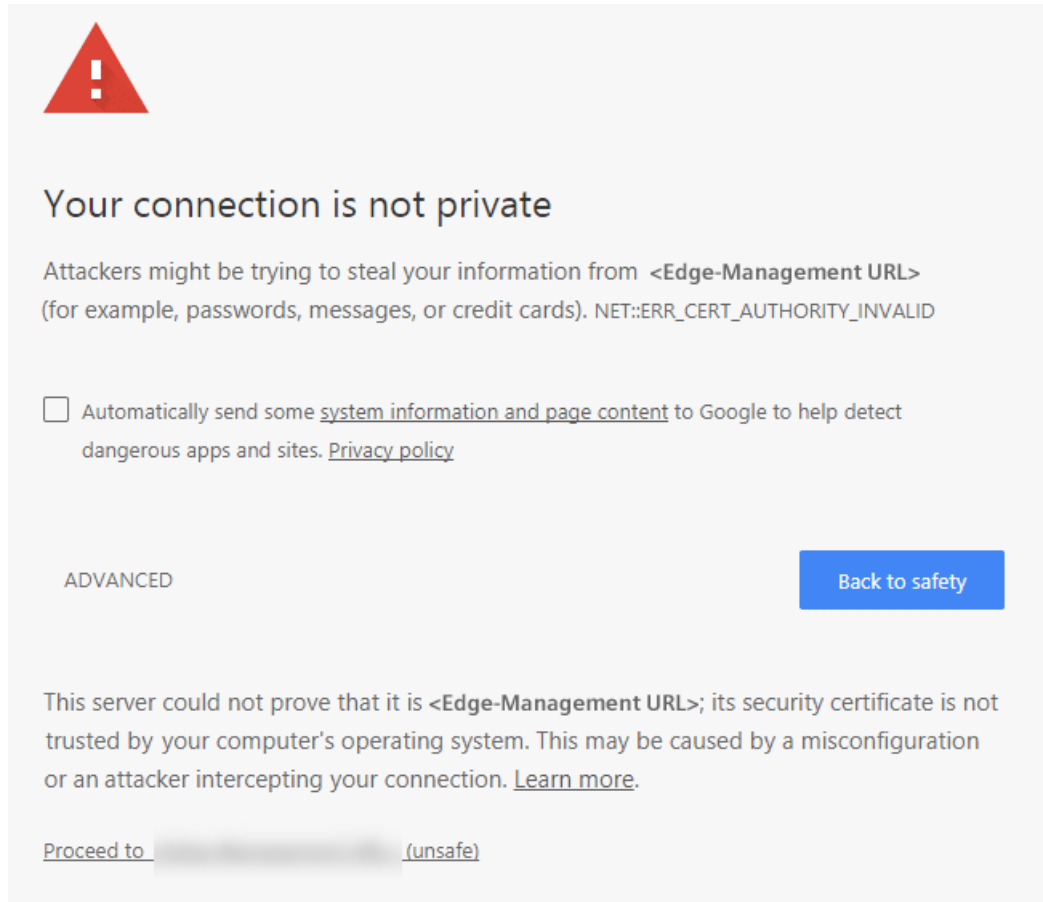 Your connection is not private
Attackers might be trying to steal your information from <Edge-Management URL>
(for example, passwords, messages, or credit cards). NET::ERR_CERT_AUTHORITY_INVALID
Automatically send some system information and page content to Google to help detect
dangerous apps and sites. Privacy policy
ADVANCED
Back to safety
This server could not prove that it is <Edge-Management URL>; its security certificate is not
trusted by your computer's operating system. This may be caused by a misconfiguration
or an attacker intercepting your connection. Learn more.
Proceed to (unsafe)